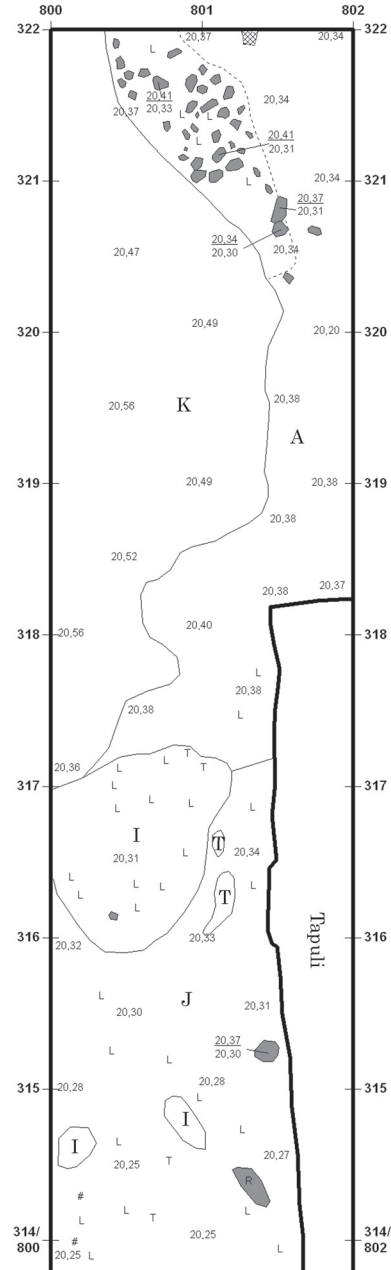 800 801 802
322 20,37 20,34 322
L
20,41
20,33
20,37 20,34
L L
20,41
20,31
L
L L
321 20,34 321
20,37
20,31
20,34
20,30
20,34
20,47
20,49 20,20
320 320
20,38
20,56 K A
20,49 20,38
319 319
20,38
20,52
20,38 20,37
20,56 20,40
318 318
L
20,38
20,38 L
T
L L T
20,36
317 317
L
L L L L
I T
20,31 L 20,34
L
L L L T L
L
20,32 20,33
316 316
Tapuli
L J
20,30 20,31
20,37
20,30
L L
20,28 20,28
315 315
L
I
L
I L
20,25 T 20,27
R
#
L L T L
20,25
314/
800
314/
802
#
20,25 L L